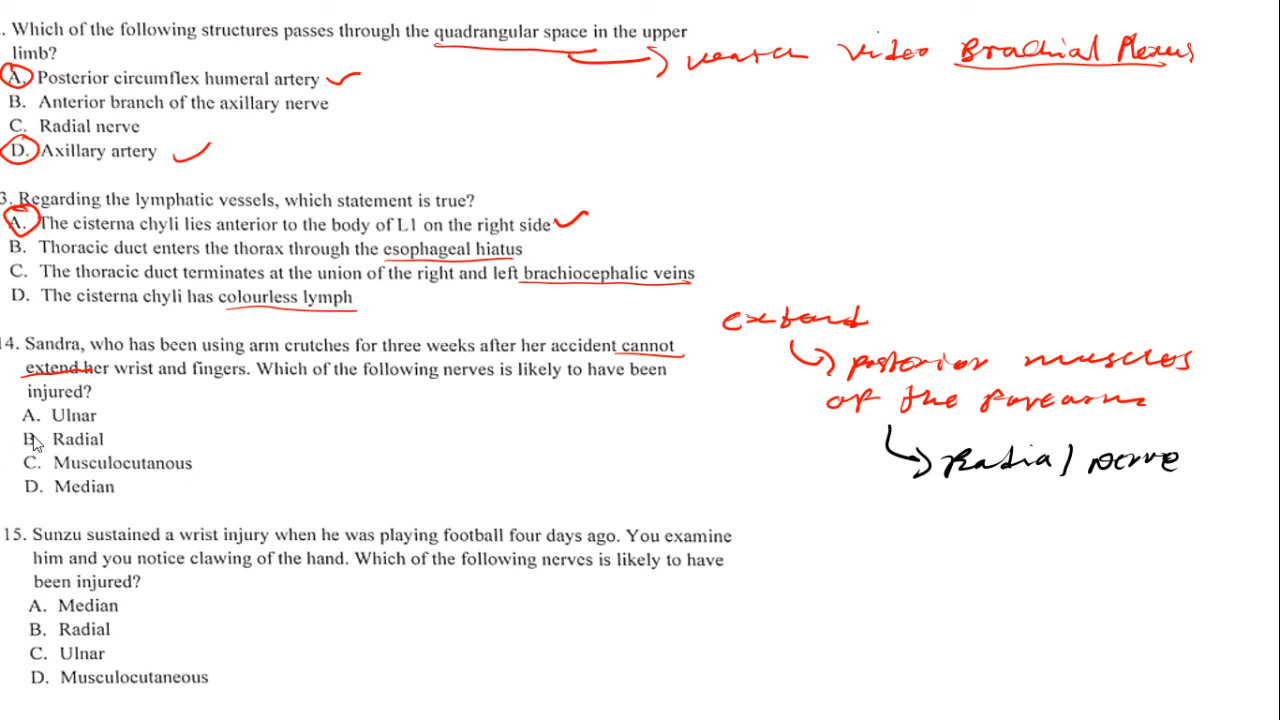 . Which of the following structures passes through the quadrangular space in the upper
limb?
watch video Brachial Plexus
A. Posterior circumflex humeral artery
B. Anterior branch of the axillary nerve
C. Radial nerve
D. Axillary artery
3. Regarding the lymphatic vessels, which statement is true?
A. The cisterna chyli lies anterior to the body of L1 on the right side
B. Thoracic duct enters the thorax through the esophageal hiatus
C. The thoracic duct terminates at the union of the right and left brachiocephalic veins
D. The cisterna chyli has colourless lymph
extend
14. Sandra, who has been using arm crutches for three weeks after her accident cannot
extend her wrist and fingers. Which of the following nerves is likely to have been
injured?
posterior muscles
of the forearm
Radial nerve
A. Ulnar
B. Radial
C. Musculocutanous
D. Median
15. Sunzu sustained a wrist injury when he was playing football four days ago. You examine
him and you notice clawing of the hand. Which of the following nerves is likely to have
been injured?
A. Median
B. Radial
C. Ulnar
D. Musculocutaneous